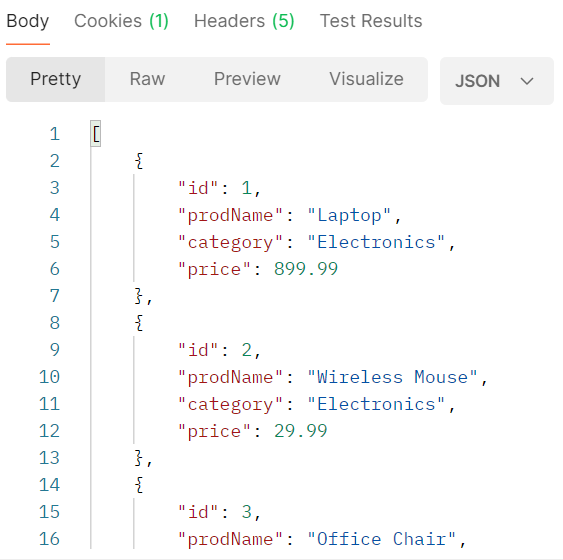 Body Cookies (1) Headers (5) Test Results
Pretty Raw Preview Visualize JSON
1 [
2 {
3 "id": 1,
4 "prodName": "Laptop",
5 "category": "Electronics",
6 "price": 899.99
7 },
8 {
9 "id": 2,
10 "prodName": "Wireless Mouse",
11 "category": "Electronics",
12 "price": 29.99
13 },
14 {
15 "id": 3,
16 "prodName": "Office Chair",